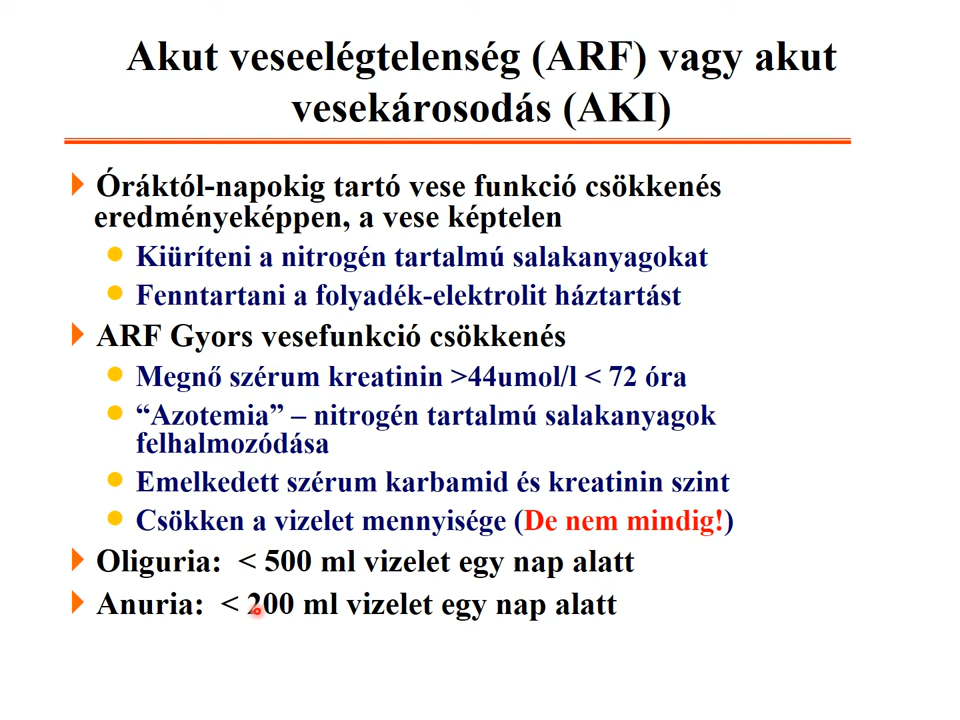 Akut veseelégtelenség (ARF) vagy akut
vesekárosodás (AKI)
Óráktól-napokig tartó vese funkció csökkenés
eredményeképpen, a vese képtelen
Kiüríteni a nitrogén tartalmú salakanyagokat
Fenntartani a folyadék-elektrolit háztartást
ARF Gyors vesefunkció csökkenés
Megnő szérum kreatinin >44umol/l < 72 óra
“Azotemia” – nitrogén tartalmú salakanyagok
felhalmozódása
Emelkedett szérum karbamid és kreatinin szint
Csökken a vizelet mennyisége (De nem mindig!)
Oliguria:  < 500 ml vizelet egy nap alatt
Anuria:  < 200 ml vizelet egy nap alatt